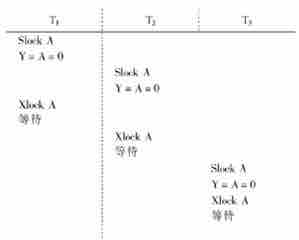 T₁ T₂ T₃
Slock A
Y = A = 0
Slock A
Y = A = 0
Xlock A
等待
Xlock A
等待
Slock A
Y = A = 0
Xlock A
等待